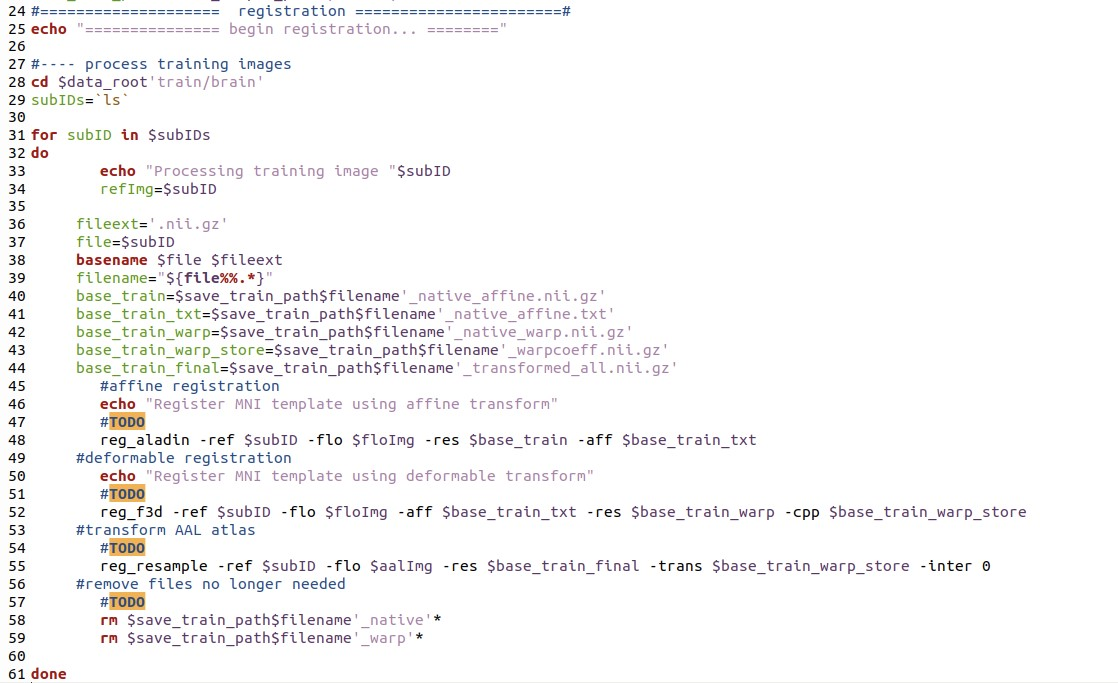 24 #====================  registration =======================#
25 echo "=============== begin registration... ========"
26
27 #---- process training images
28 cd $data_root'train/brain'
29 subIDs=`ls`
30
31 for subID in $subIDs
32 do
33         echo "Processing training image "$subID
34         refImg=$subID
35
36      fileext='.nii.gz'
37      file=$subID
38      basename $file $fileext
39      filename="${file%%.*}"
40      base_train=$save_train_path$filename'_native_affine.nii.gz'
41      base_train_txt=$save_train_path$filename'_native_affine.txt'
42      base_train_warp=$save_train_path$filename'_native_warp.nii.gz'
43      base_train_warp_store=$save_train_path$filename'_warpcoeff.nii.gz'
44      base_train_final=$save_train_path$filename'_transformed_all.nii.gz'
45         #affine registration
46         echo "Register MNI template using affine transform"
47         #TODO
48         reg_aladin -ref $subID -flo $floImg -res $base_train -aff $base_train_txt
49      #deformable registration
50         echo "Register MNI template using deformable transform"
51         #TODO
52         reg_f3d -ref $subID -flo $floImg -aff $base_train_txt -res $base_train_warp -cpp $base_train_warp_store
53      #transform AAL atlas
54         #TODO
55         reg_resample -ref $subID -flo $aalImg -res $base_train_final -trans $base_train_warp_store -inter 0
56      #remove files no longer needed
57         #TODO
58         rm $save_train_path$filename'_native'*
59         rm $save_train_path$filename'_warp'*
60
61 done